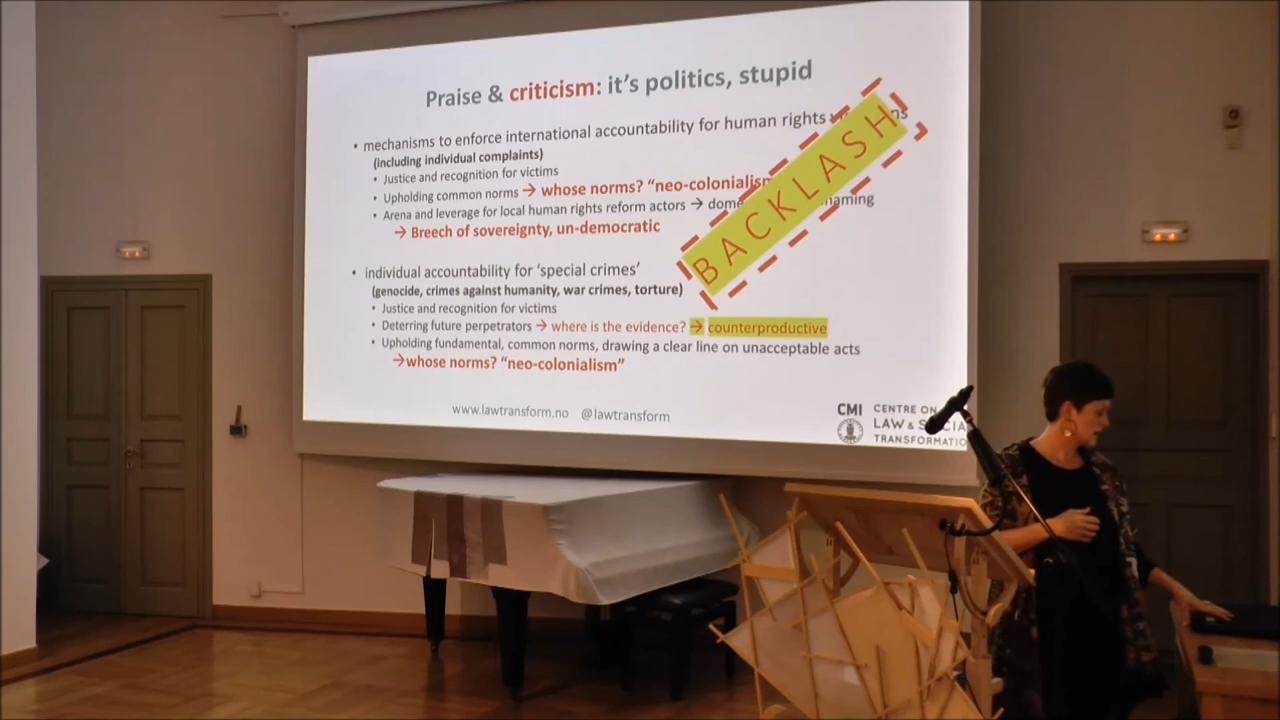 Praise & criticism: it's politics, stupid
• mechanisms to enforce international accountability for human rights
(including individual complaints)
• Justice and recognition for victims
• Upholding common norms → whose norms? "neo-colonialism
• Arena and leverage for local human rights reform actors →
→ Breech of sovereignty, un-democratic
BACKLASH
• individual accountability for 'special crimes'
(genocide, crimes against humanity, war crimes, torture)
• Justice and recognition for victims
• Deterring future perpetrators → where is the evidence? → counterproductive
• Upholding fundamental, common norms, drawing a clear line on unacceptable acts
→whose norms? "neo-colonialism"
www.lawtransform.no @lawtransform
CMI
CENTRE ON
LAW & SOCIA
TRANSFORMATIO